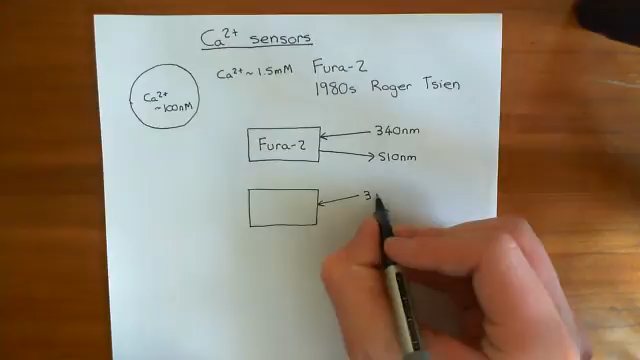 Ca²⁺ sensors
Ca²⁺ ~ 1.5mM
Fura-2
1980s Roger Tsien
Ca²⁺
~100nM
Fura-2
340nm
510nm
3